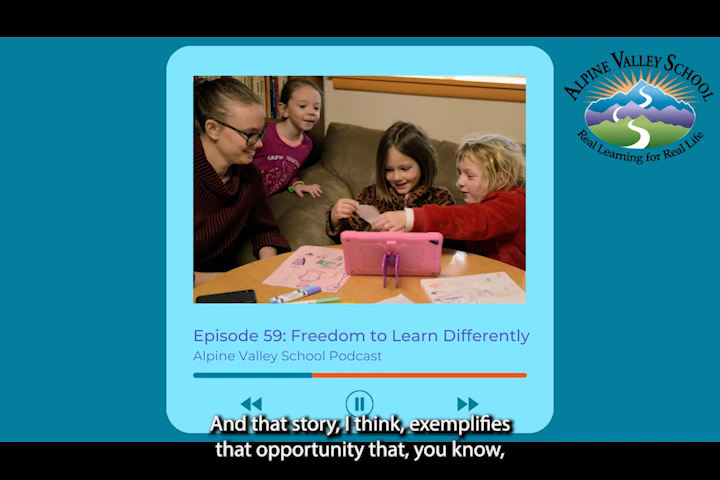 ALPINE VALLEY SCHOOL
Real Learning for Real Life
Episode 59: Freedom to Learn Differently
Alpine Valley School Podcast
And that story, I think, exemplifies
that opportunity that, you know,